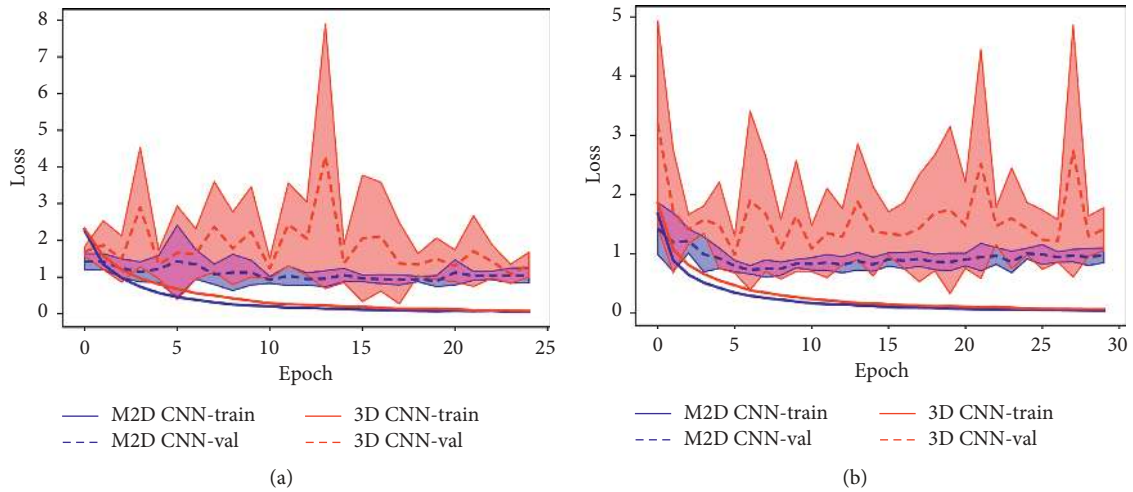 8
7
6
5
4
3
2
1
0
Loss
0 5 10 15 20 25
Epoch
M2D CNN-train 3D CNN-train
M2D CNN-val 3D CNN-val
(a)
5
4
3
2
1
0
Loss
0 5 10 15 20 25 30
Epoch
M2D CNN-train 3D CNN-train
M2D CNN-val 3D CNN-val
(b)